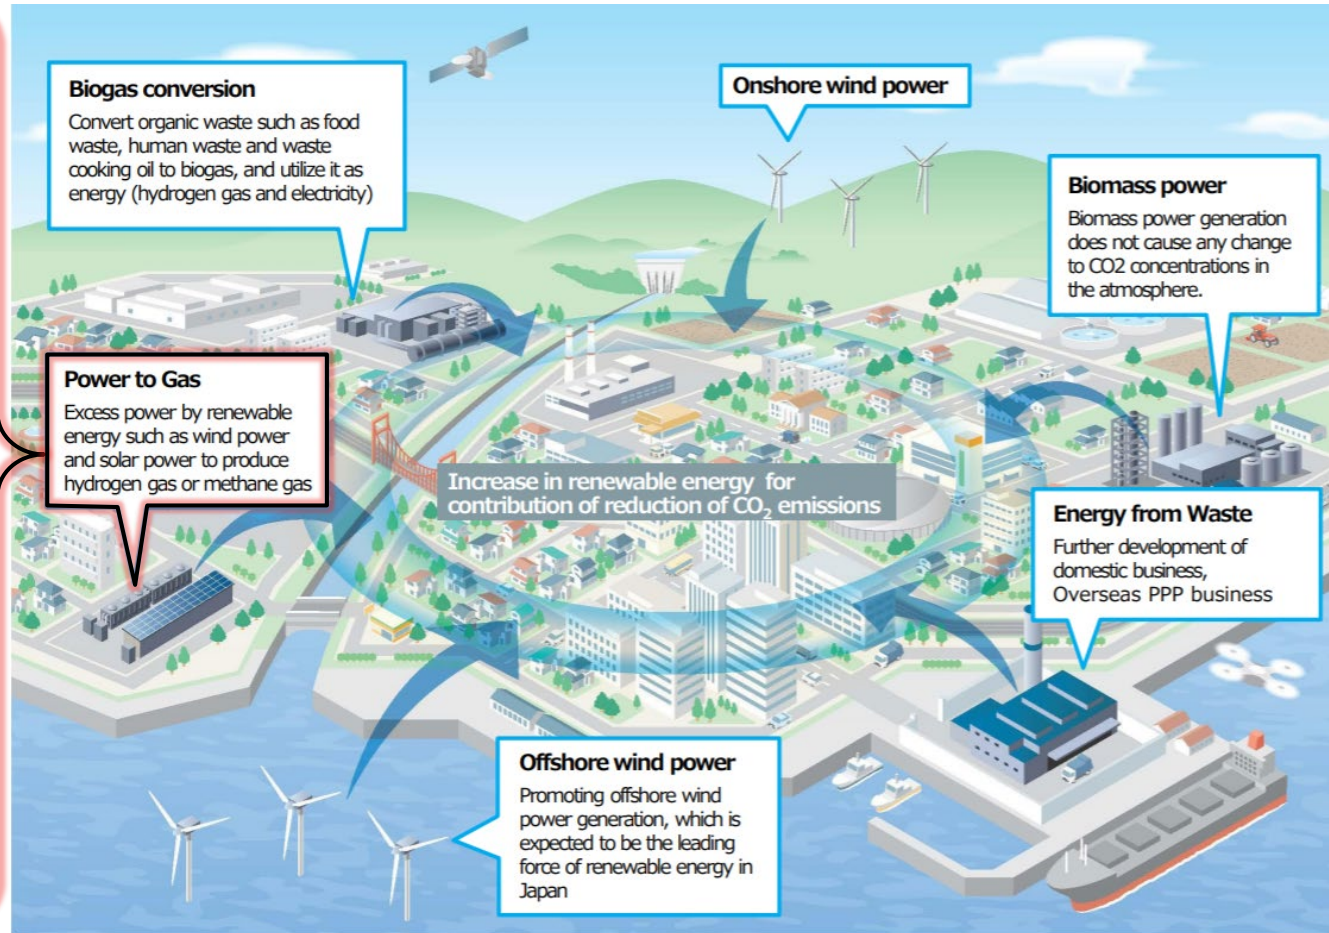 Biogas conversion
Convert organic waste such as food
waste, human waste and waste
cooking oil to biogas, and utilize it as
energy (hydrogen gas and electricity)
Onshore wind power
Biomass power
Biomass power generation
does not cause any change
to CO2 concentrations in
the atmosphere.
Power to Gas
Excess power by renewable
energy such as wind power
and solar power to produce
hydrogen gas or methane gas
Increase in renewable energy for
contribution of reduction of CO₂ emissions
Energy from Waste
Further development of
domestic business,
Overseas PPP business
Offshore wind power
Promoting offshore wind
power generation, which is
expected to be the leading
force of renewable energy in
Japan